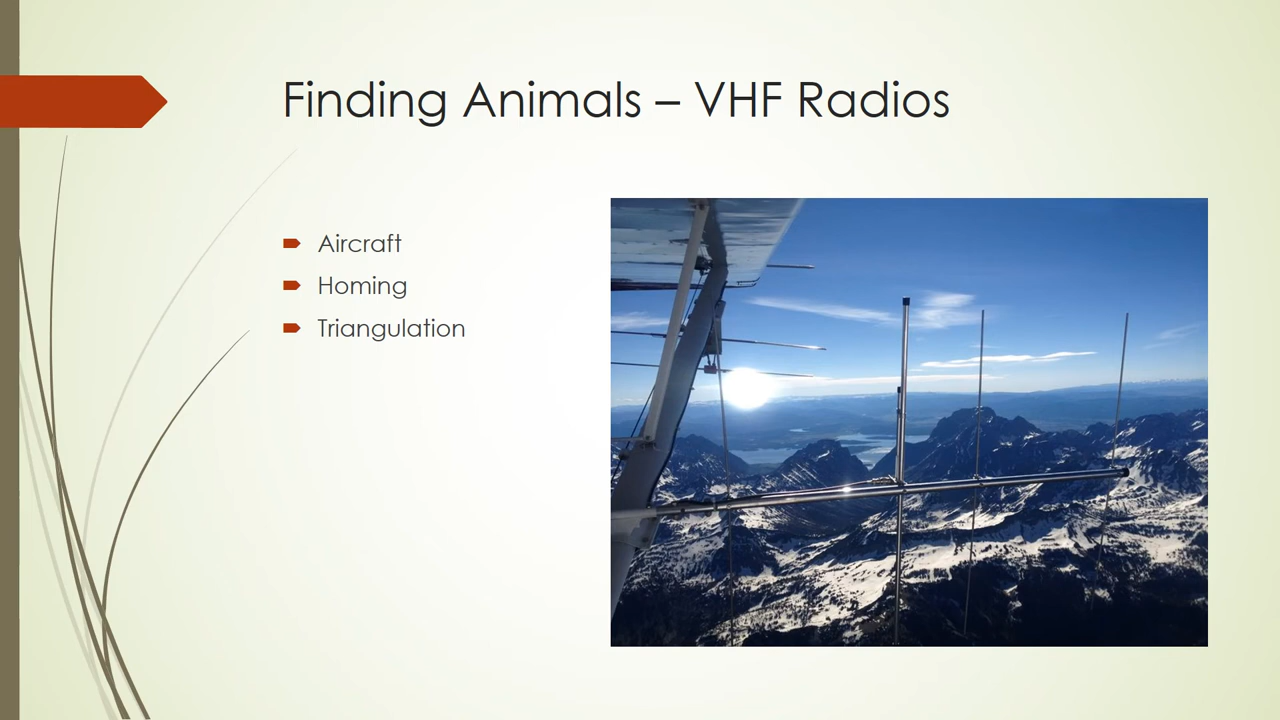 Finding Animals – VHF Radios
Aircraft
Homing
Triangulation